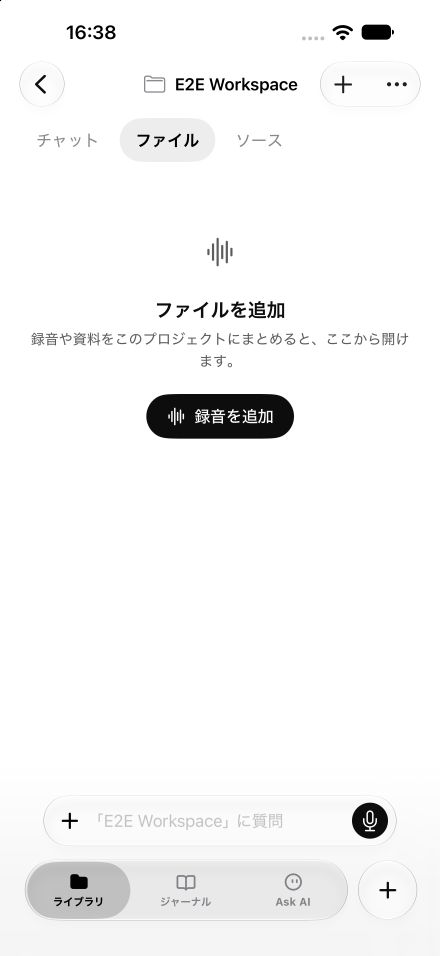 16:38
E2E Workspace
チャット
ファイル
ソース
ファイルを追加
録音や資料をこのプロジェクトにまとめると、ここから開け
ます。
録音を追加
「E2E Workspace」に質問
ライブラリ
ジャーナル
Ask AI